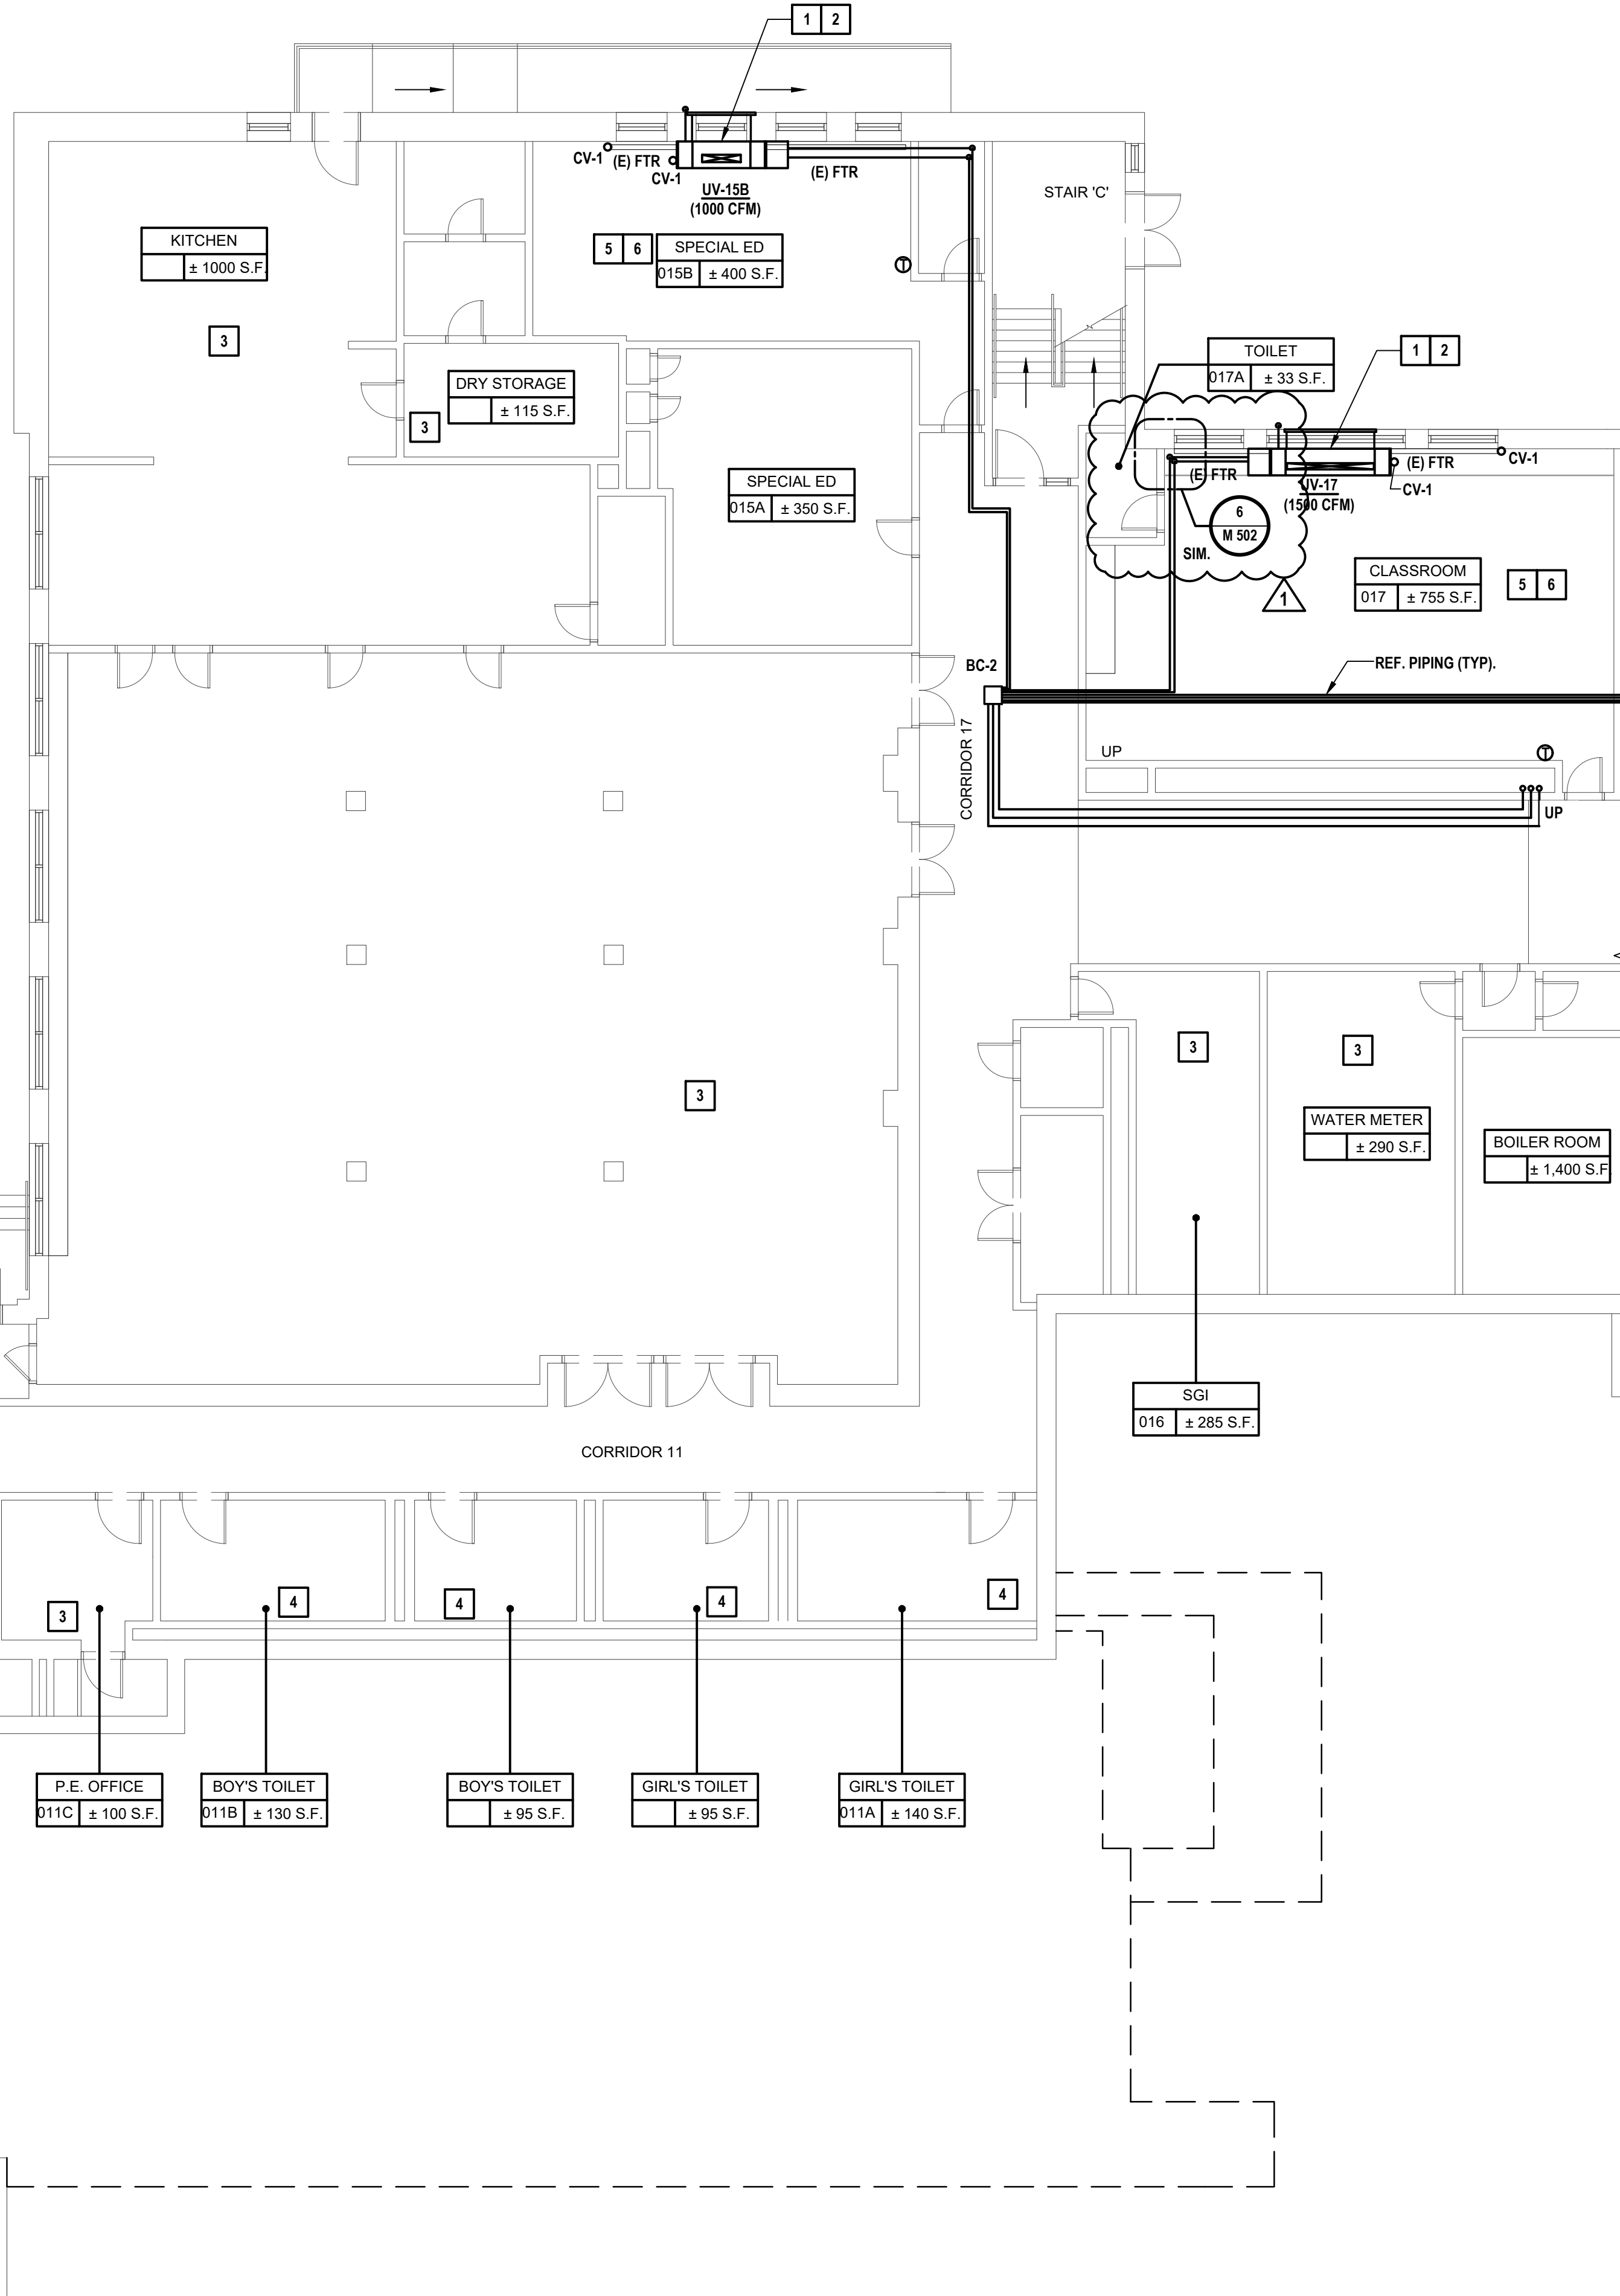 1 2
CV-1 (E) FTR
CV-1
(E) FTR
UV-15B
(1000 CFM)
STAIR 'C'
KITCHEN
± 1000 S.F.
5 6
SPECIAL ED
015B ± 400 S.F.
T
3
TOILET
017A ± 33 S.F.
1 2
DRY STORAGE
± 115 S.F.
3
SPECIAL ED
015A ± 350 S.F.
(E) FTR
UV-17
(1500 CFM)
(E) FTR
CV-1
CV-1
6
M 502
SIM.
1
CLASSROOM
017 ± 755 S.F.
5 6
BC-2
REF. PIPING (TYP).
CORRIDOR 17
UP
T
UP
3
3
3
WATER METER
± 290 S.F.
BOILER ROOM
± 1,400 S.F.
SGI
016 ± 285 S.F.
CORRIDOR 11
3
4
4
4
4
P.E. OFFICE
011C ± 100 S.F.
BOY'S TOILET
011B ± 130 S.F.
BOY'S TOILET
± 95 S.F.
GIRL'S TOILET
± 95 S.F.
GIRL'S TOILET
011A ± 140 S.F.